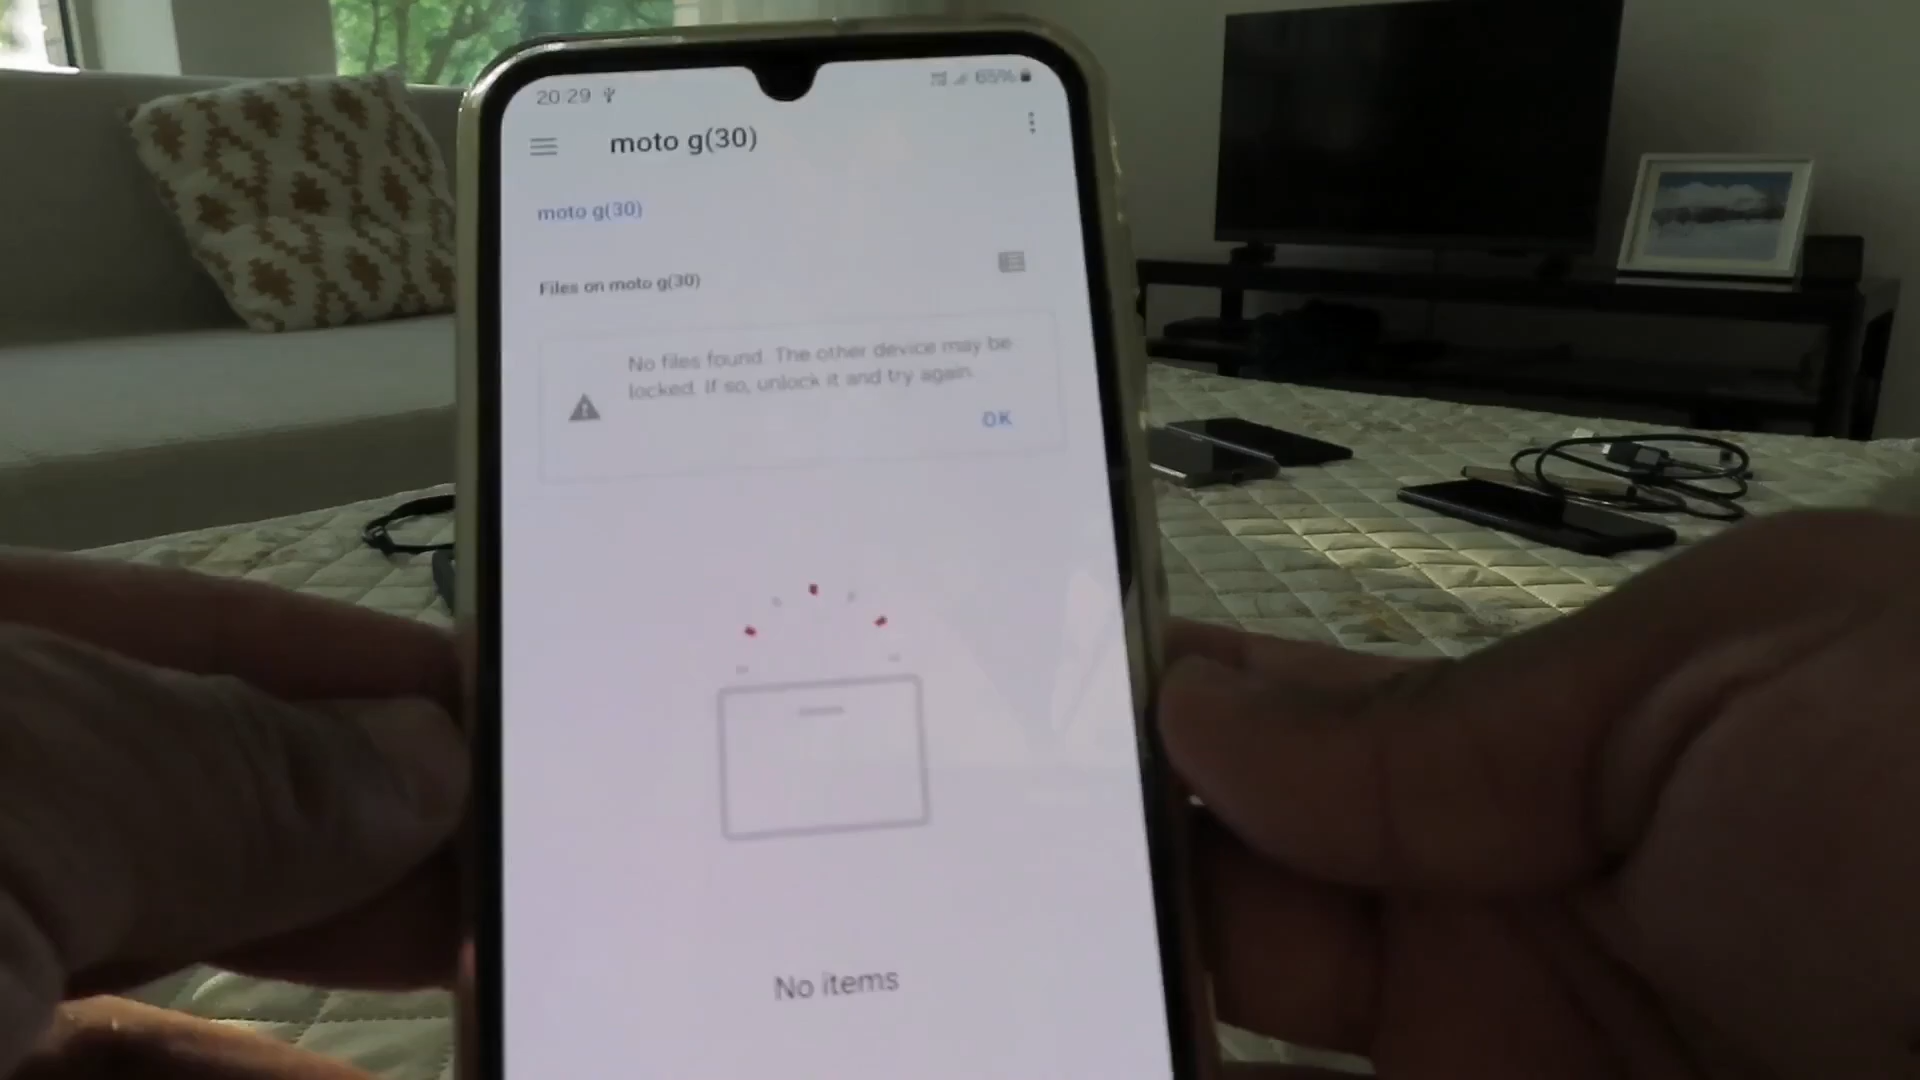 20:29
65%
moto g(30)
moto g(30)
Files on moto g(30)
No files found. The other device may be
locked. If so, unlock it and try again.
OK
No items